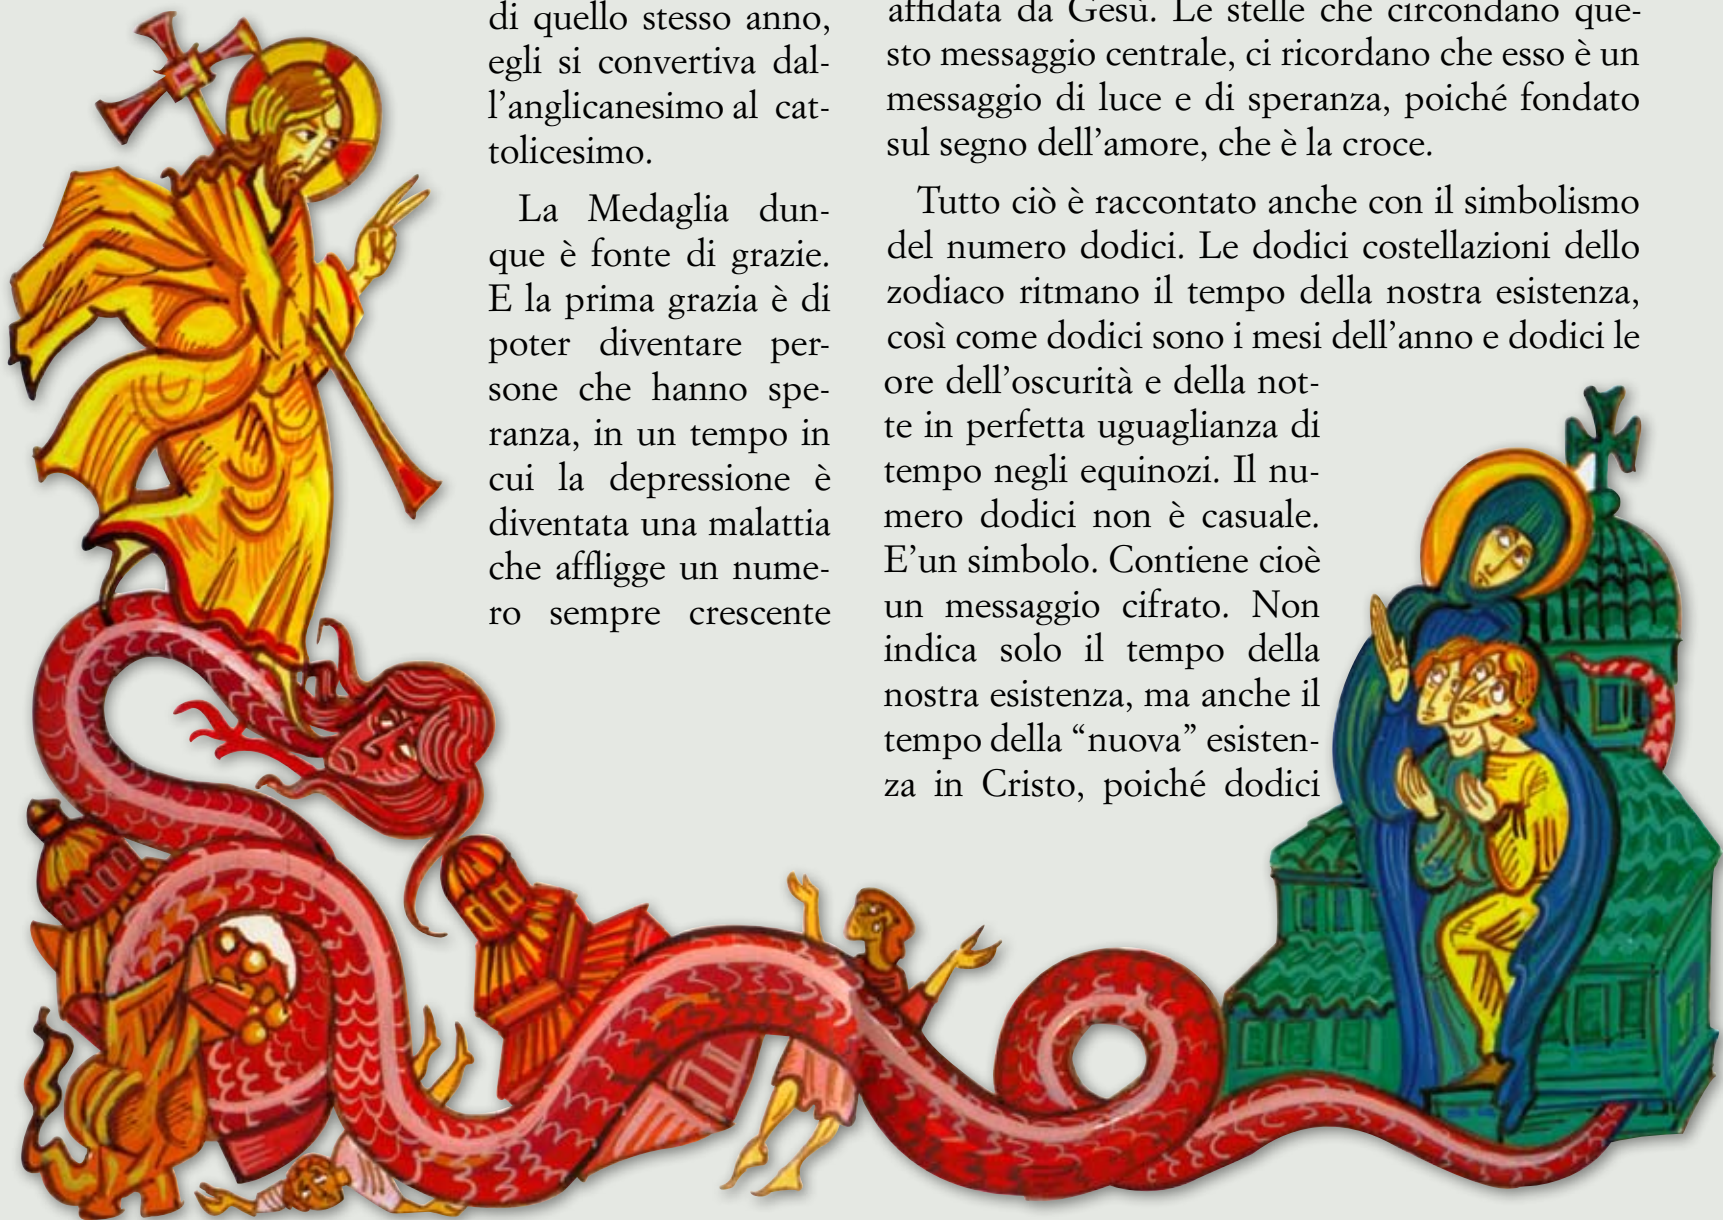 di quello stesso anno,
egli si convertiva dal-
l’anglicanesimo al cat-
tolicesimo.
La Medaglia dun-
que è fonte di grazie.
E la prima grazia è di
poter diventare per-
sone che hanno spe-
ranza, in un tempo in
cui la depressione è
diventata una malattia
che affligge un nume-
ro sempre crescente
affidata da Gesù. Le stelle che circondano que-
sto messaggio centrale, ci ricordano che esso è un
messaggio di luce e di speranza, poiché fondato
sul segno dell’amore, che è la croce.
Tutto ciò è raccontato anche con il simbolismo
del numero dodici. Le dodici costellazioni dello
zodiaco ritmano il tempo della nostra esistenza,
così come dodici sono i mesi dell’anno e dodici le
ore dell’oscurità e della not-
te in perfetta uguaglianza di
tempo negli equinozi. Il nu-
mero dodici non è casuale.
E’un simbolo. Contiene cioè
un messaggio cifrato. Non
indica solo il tempo della
nostra esistenza, ma anche il
tempo della “nuova” esisten-
za in Cristo, poiché dodici